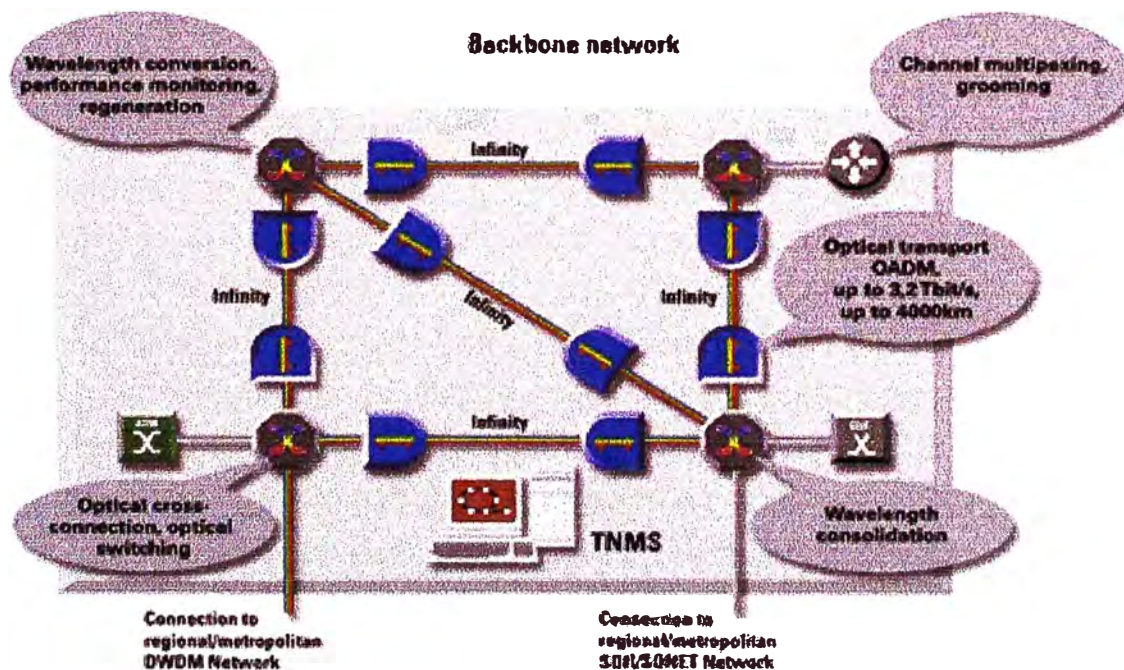 Backbone network
Wavelength conversion,
performance monitoring,
regeneration
Channel multipexing,
grooming
Infinity
Optical transport
OADM,
up to 3.2 Tbit/s,
up to 4000km
Infinity
Infinity
Infinity
Infinity
Optical cross-
connection, optical
switching
TNMS
Wavelength
consolidation
Connection to
regional/metropolitan
DWDM Network
Connection to
regional/metropolitan
SDH/SONET Network